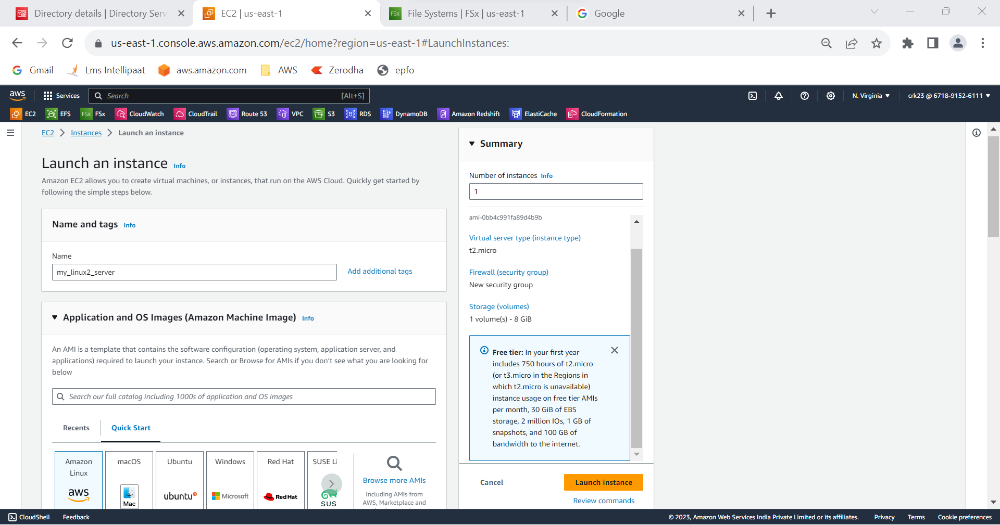 Directory details | Directory Serv
EC2 | us-east-1
File Systems | FSx | us-east-1
Google
us-east-1.console.aws.amazon.com/ec2/home?region=us-east-1#LaunchInstances:
Gmail
Lms Intellipaat
aws.amazon.com
AWS
Zerodha
epfo
aws
Services
Search
[Alt+S]
N. Virginia
crk23 @ 6718-9152-6111
EC2
EFS
FSx
FSx
CloudWatch
CloudTrail
Route 53
VPC
S3
RDS
DynamoDB
Amazon Redshift
ElastiCache
CloudFormation
EC2
Instances
Launch an instance
Launch an instance Info
Amazon EC2 allows you to create virtual machines, or instances, that run on the AWS Cloud. Quickly get started by
following the simple steps below.
Name and tags Info
Name
my_linux2_server
Add additional tags
Application and OS Images (Amazon Machine Image) Info
An AMI is a template that contains the software configuration (operating system, application server, and
applications) required to launch your instance. Search or Browse for AMIs if you don't see what you are looking for
below
Search our full catalog including 1000s of application and OS images
Recents
Quick Start
Amazon
Linux
aws
macOS
Mac
Ubuntu
ubuntu
Windows
Microsoft
Red Hat
Red Hat
SUSE Li
SUS
Browse more AMIs
Including AMIs from
AWS, Marketplace and
Summary
Number of instances Info
1
ami-0bb4c991fa89d4b9b
Virtual server type (instance type)
t2.micro
Firewall (security group)
New security group
Storage (volumes)
1 volume(s) - 8 GiB
Free tier: In your first year
includes 750 hours of t2.micro
(or t3.micro in the Regions in
which t2.micro is unavailable)
instance usage on free tier AMIs
per month, 30 GiB of EBS
storage, 2 million IOs, 1 GB of
snapshots, and 100 GB of
bandwidth to the internet.
Cancel
Launch instance
Review commands
CloudShell
Feedback
© 2023, Amazon Web Services India Private Limited or its affiliates.
Privacy
Terms
Cookie preferences